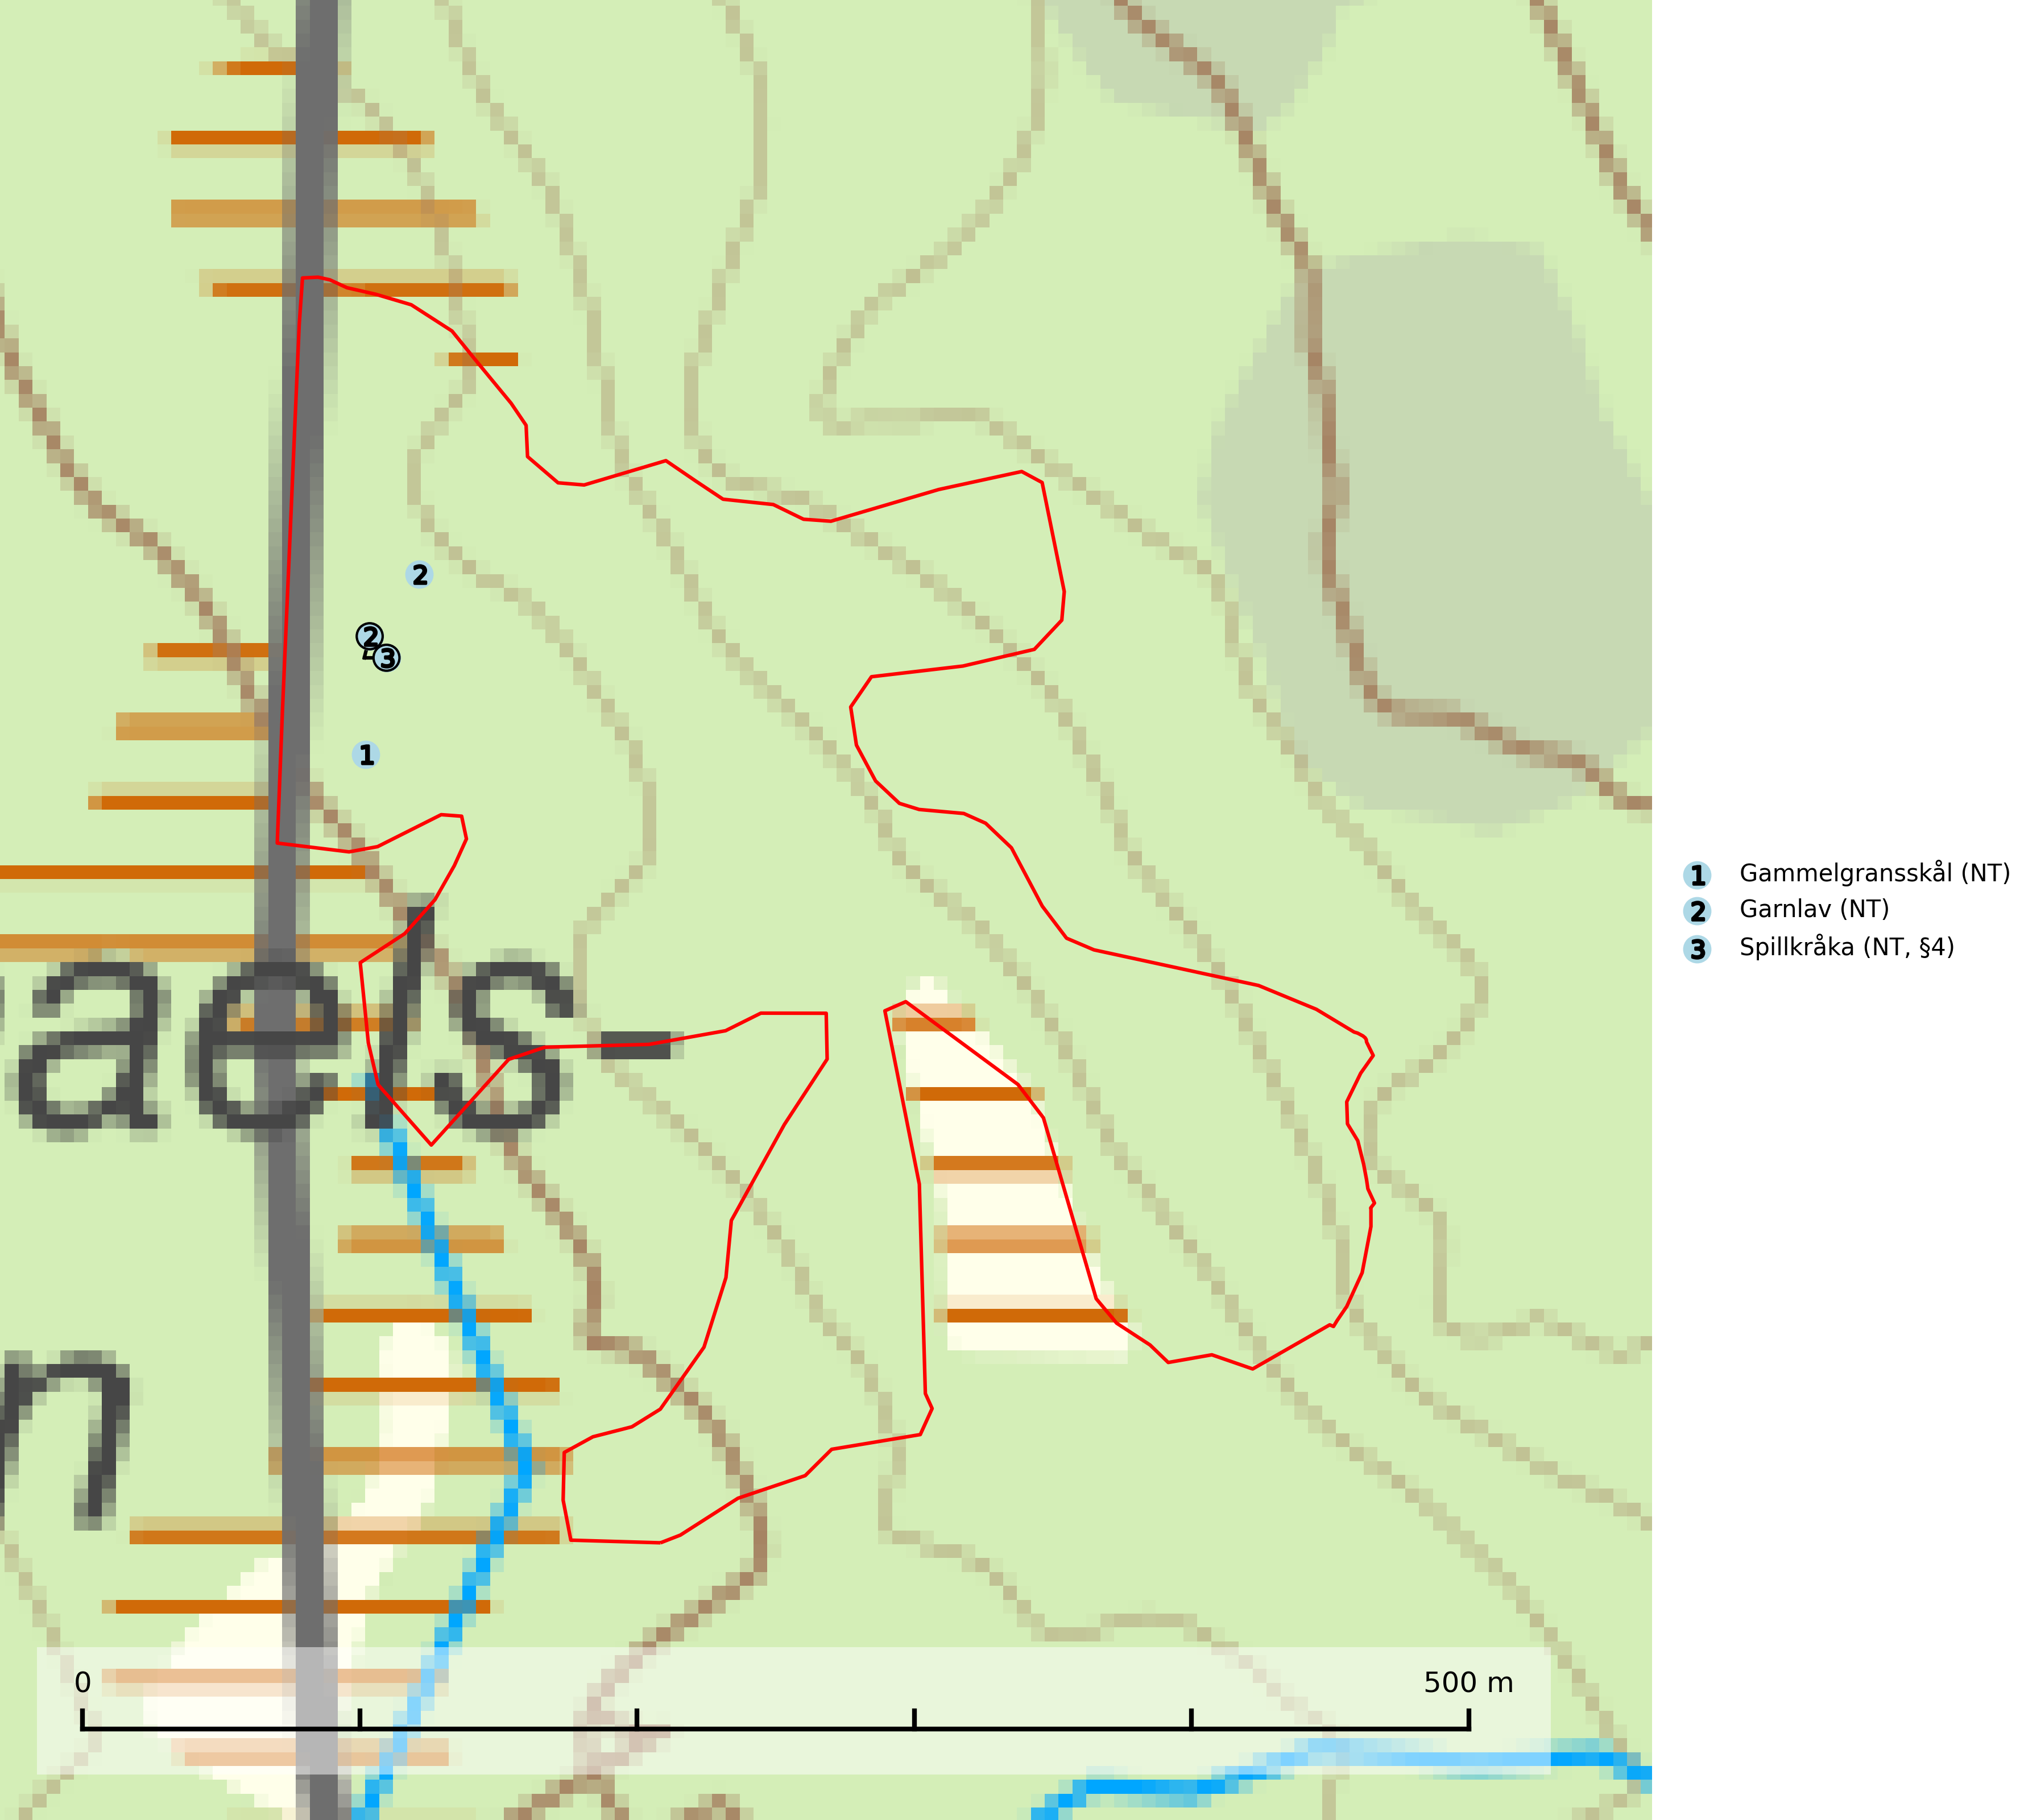 2
2
3
1
aels-
n
1 Gammelgransskål (NT)
2 Garnlav (NT)
3 Spillkråka (NT, §4)
0 500 m